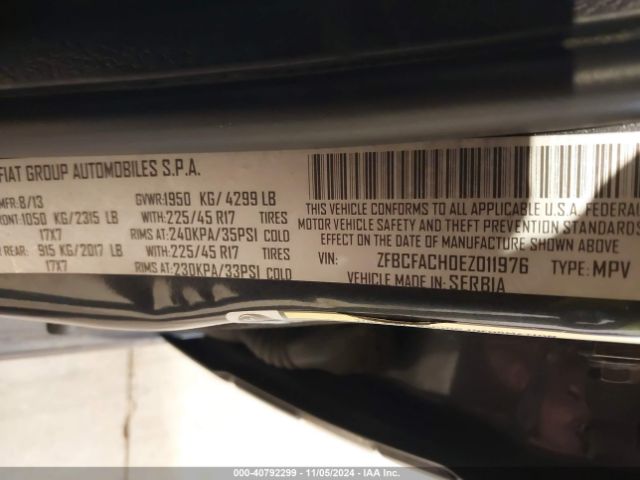 FIAT GROUP AUTOMOBILES S.P.A.
MFR: 8/13 GVWR: 1950 KG/ 4299 LB
FRONT: 1050 KG/2315 LB WITH: 225/45 R17 TIRES
17X7 RIMS AT: 240KPA/35PSI COLD
REAR: 915 KG/2017 LB WITH: 225/45 R17 TIRES
17X7 RIMS AT: 230KPA/33PSI COLD
THIS VEHICLE CONFORMS TO ALL APPLICABLE U.S.A. FEDERAL
MOTOR VEHICLE SAFETY AND THEFT PREVENTION STANDARDS IN
EFFECT ON THE DATE OF MANUFACTURE SHOWN ABOVE.
VIN: ZFBCFACH0EZ011976 TYPE: MPV
VEHICLE MADE IN: SERBIA
000-40792299 - 11/05/2024 - IAA Inc.